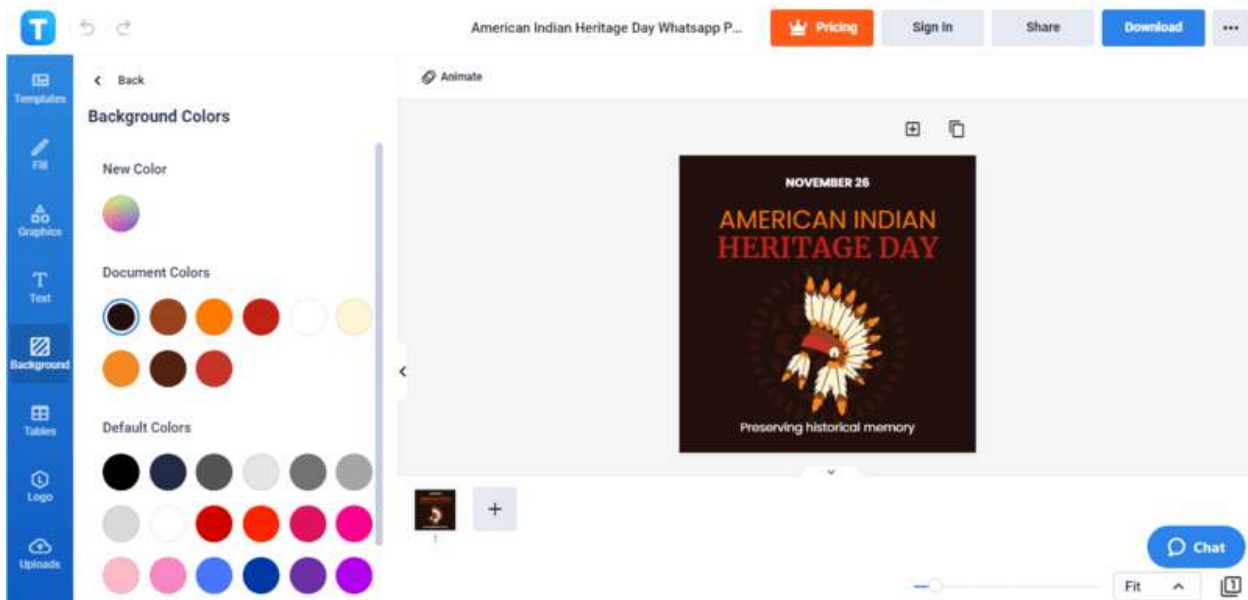 T
American Indian Heritage Day Whatsapp P...
Pricing
Sign In
Share
Download
Templates
Fill
Graphics
Text
Background
Tables
Logo
Uploads
Back
Background Colors
New Color
Document Colors
Default Colors
Animate
NOVEMBER 26
AMERICAN INDIAN
HERITAGE DAY
Preserving historical memory
1
Chat
Fit
1